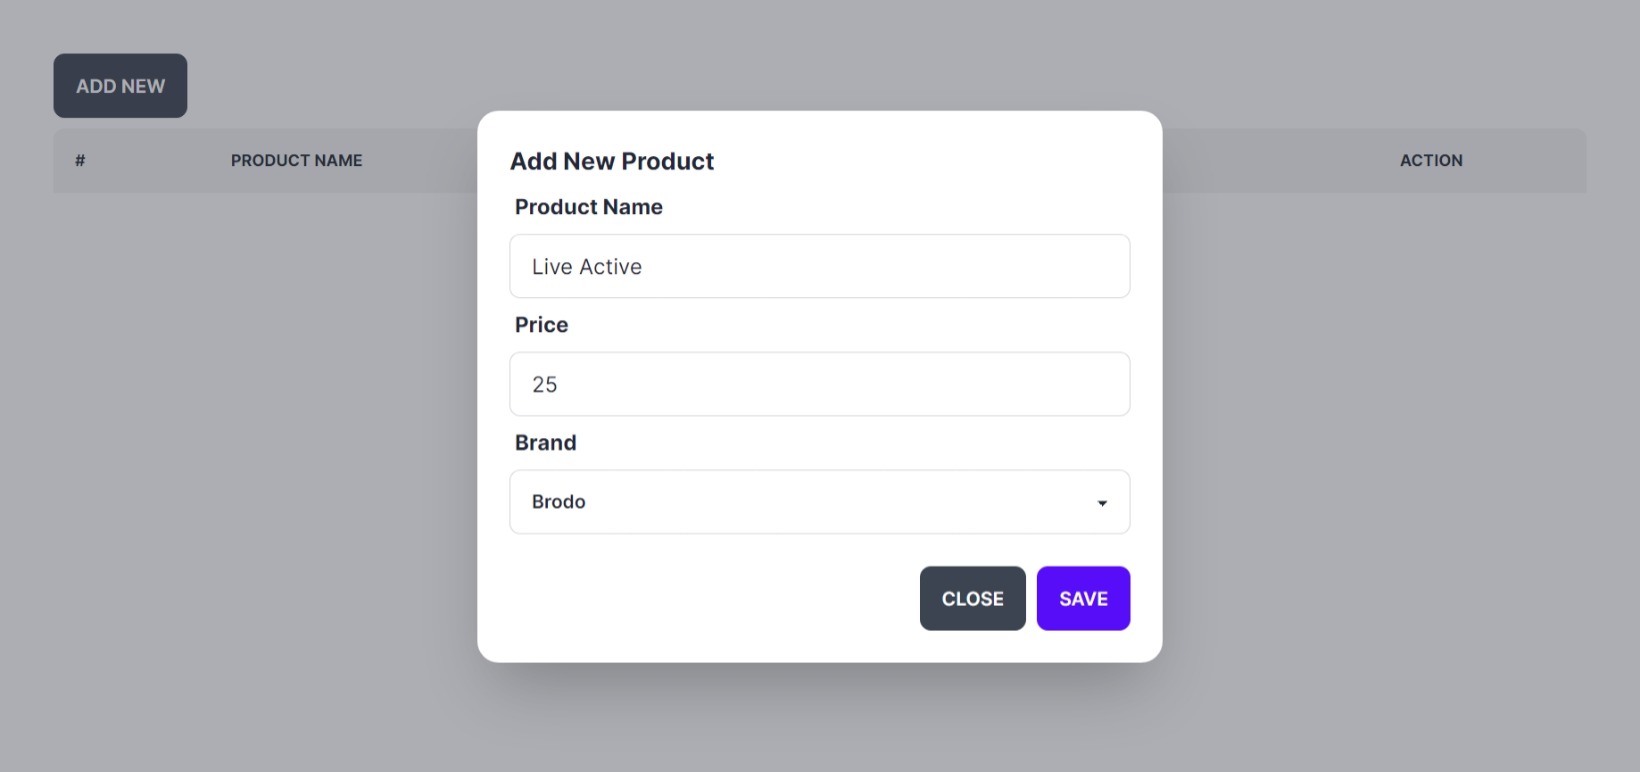 ADD NEW
# PRODUCT NAME ACTION
Add New Product
Product Name
Live Active
Price
25
Brand
Brodo
CLOSE SAVE